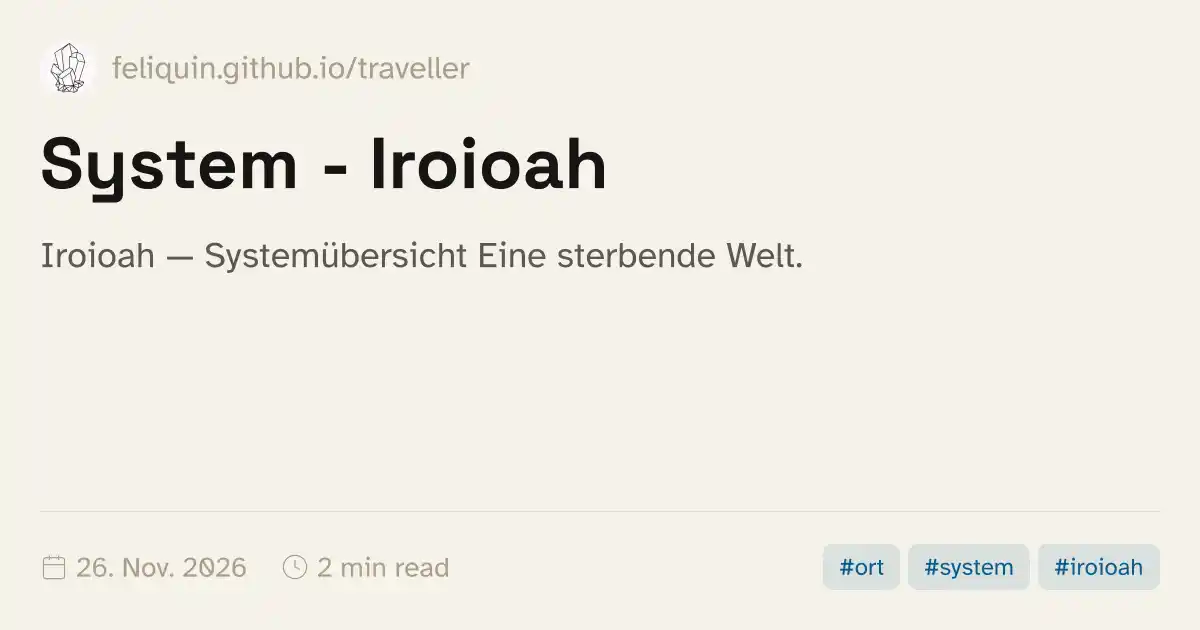 feliquin.github.io/traveller
System - Iroioah
Iroioah — Systemübersicht Eine sterbende Welt.
26. Nov. 2026 2 min read #ort #system #iroioah